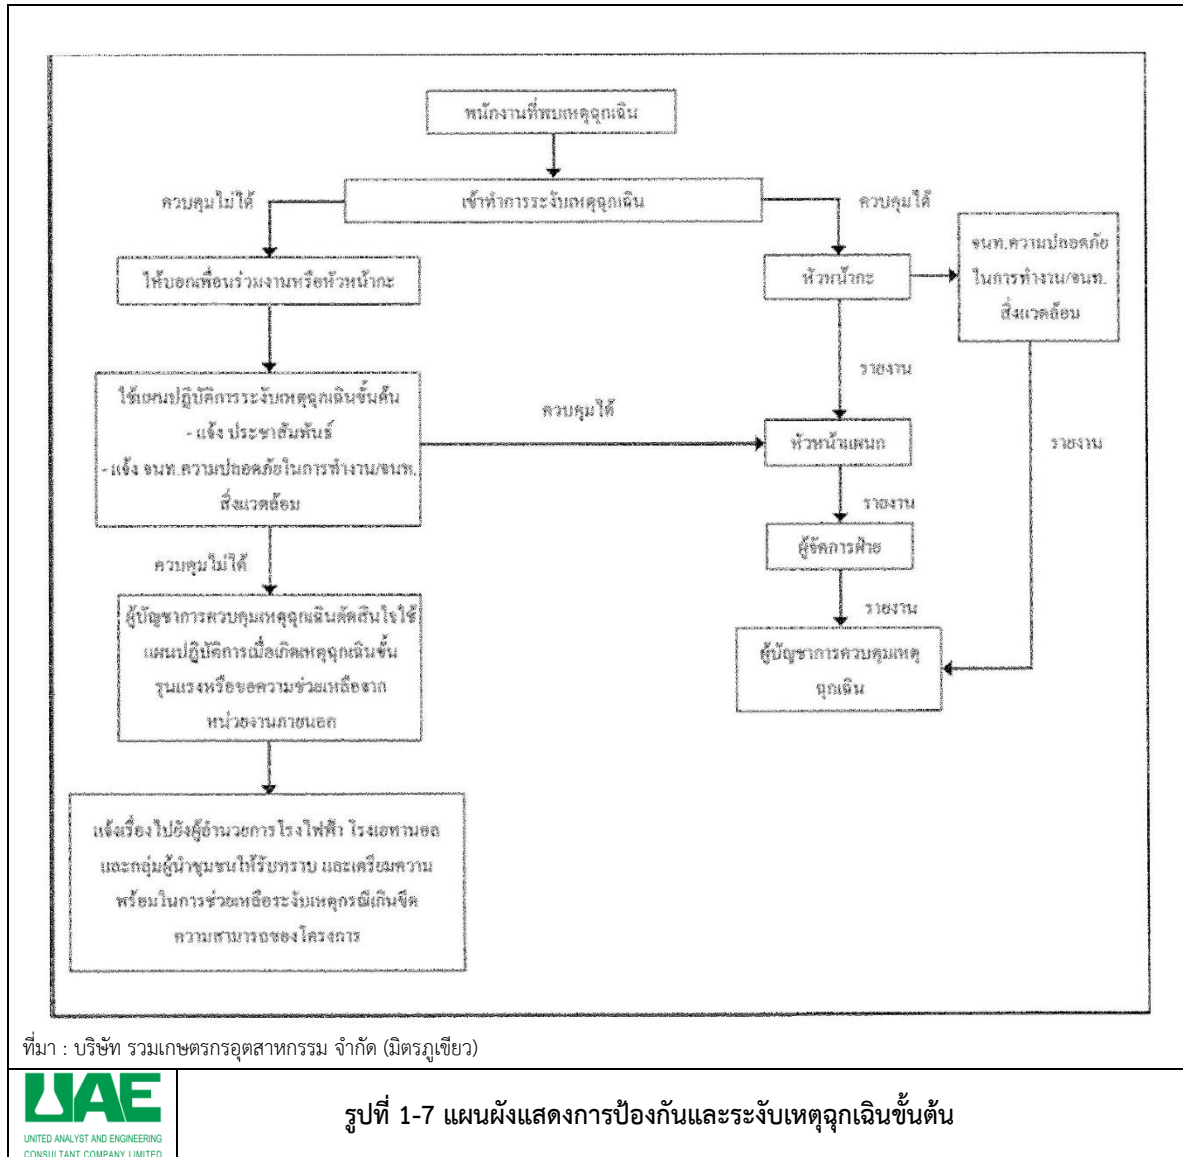 พนักงานที่พบเหตุฉุกเฉิน
เข้าทำการระงับเหตุฉุกเฉิน
ควบคุมไม่ได้
ควบคุมได้
ให้บอกเพื่อนร่วมงานหรือหัวหน้ากะ
หัวหน้ากะ
จนท.ความปลอดภัย
ในการทำงาน/จนท.
สิ่งแวดล้อม
รายงาน
ใช้แผนปฏิบัติการระงับเหตุฉุกเฉินขั้นต้น
- แจ้ง ประชาสัมพันธ์
- แจ้ง จนท.ความปลอดภัยในการทำงาน/จนท.
สิ่งแวดล้อม
ควบคุมได้
หัวหน้าแผนก
รายงาน
รายงาน
ผู้จัดการฝ่าย
ควบคุมไม่ได้
รายงาน
ผู้บัญชาการควบคุมเหตุฉุกเฉินตัดสินใจใช้
แผนปฏิบัติการเมื่อเกิดเหตุฉุกเฉินขั้น
รุนแรงหรือขอความช่วยเหลือจาก
หน่วยงานภายนอก
ผู้บัญชาการควบคุมเหตุ
ฉุกเฉิน
แจ้งเรื่องไปยังผู้อำนวยการโรงไฟฟ้า โรงเอทานอล
และกลุ่มผู้นำชุมชนให้รับทราบ และเตรียมความ
พร้อมในการช่วยเหลือระงับเหตุกรณีเกินขีด
ความสามารถของโครงการ
ที่มา : บริษัท รวมเกษตรกรอุตสาหกรรม จำกัด (มิตรภูเขียว)
UAE
UNITED ANALYST AND ENGINEERING
CONSULTANT COMPANY LIMITED
รูปที่ 1-7 แผนผังแสดงการป้องกันและระงับเหตุฉุกเฉินขั้นต้น